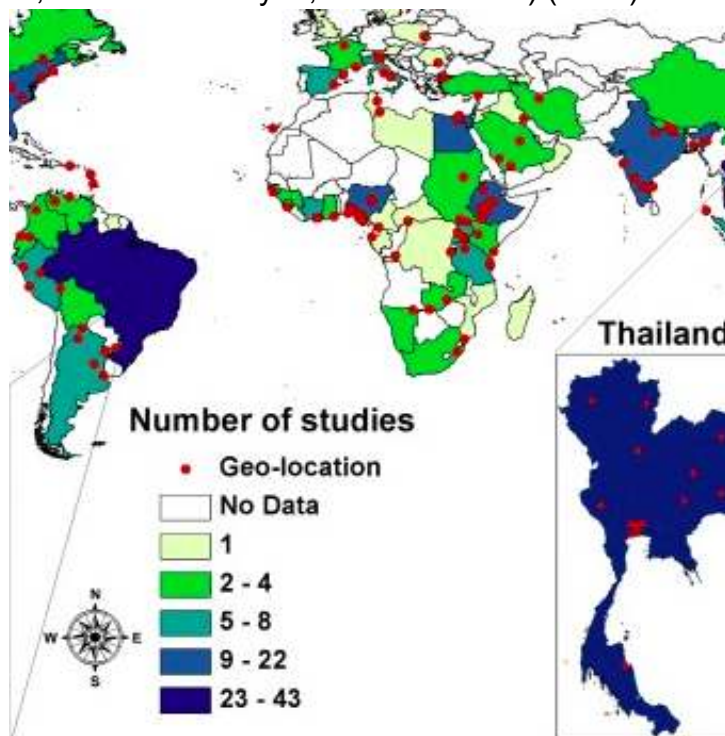 Thailand
Number of studies
Geo-location
No Data
1
2 - 4
5 - 8
9 - 22
23 - 43
N
W E
S